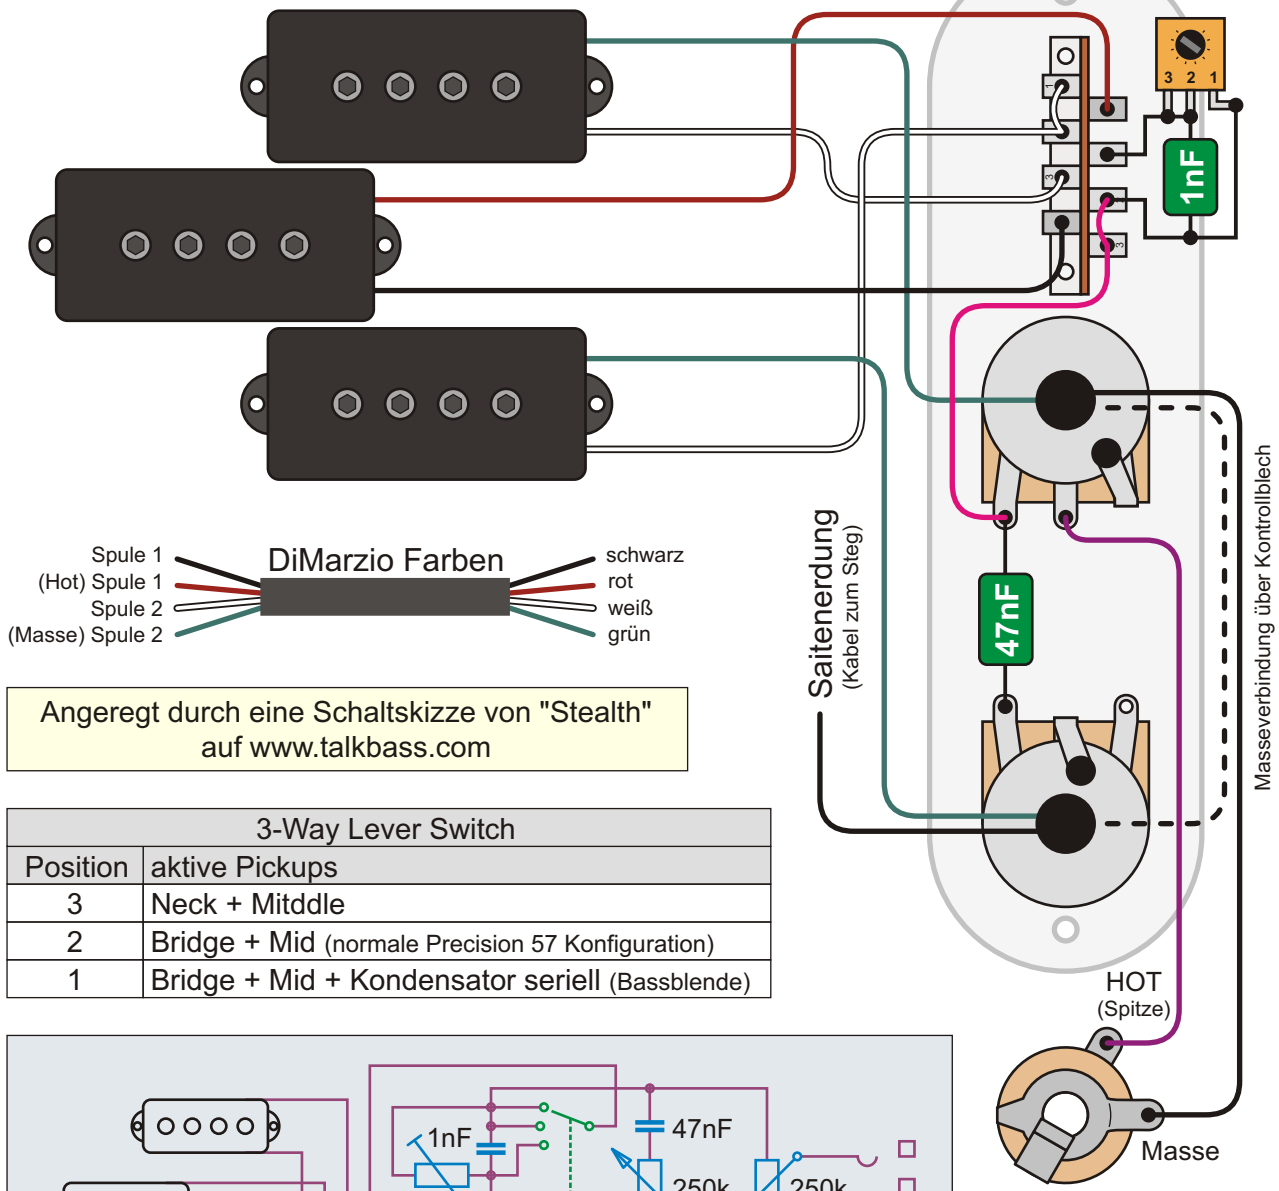 3 2 1
1
1nF
3
3
Spule 1
(Hot) Spule 1
Spule 2
(Masse) Spule 2
DiMarzio Farben
schwarz
rot
weiß
grün
Saitenerdung
(Kabel zum Steg)
47nF
Masseverbindung über Kontrollblech
Angeregt durch eine Schaltskizze von "Stealth"
auf www.talkbass.com
3-Way Lever Switch
Position aktive Pickups
3 Neck + Mitddle
2 Bridge + Mid (normale Precision 57 Konfiguration)
1 Bridge + Mid + Kondensator seriell (Bassblende)
HOT
(Spitze)
Masse
1nF
47nF
250k
250k